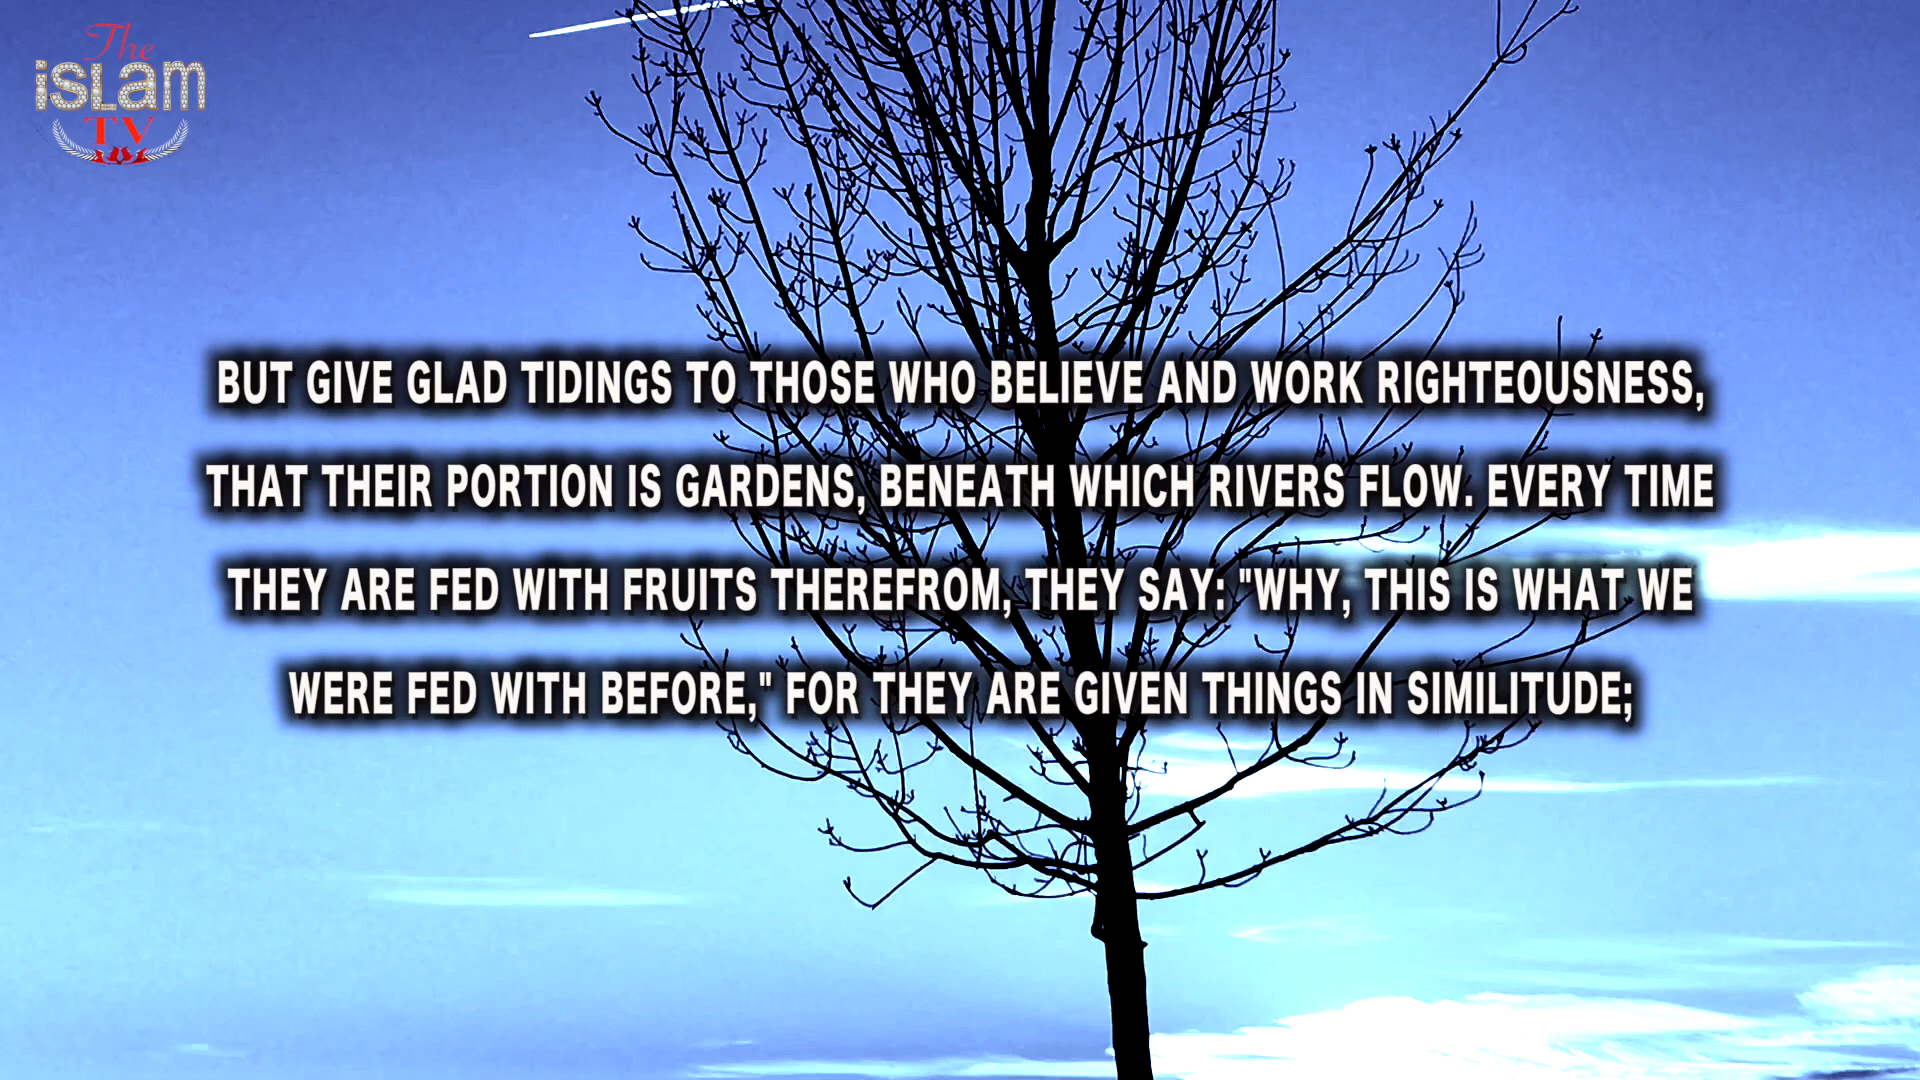 The
isLam
TV
BUT GIVE GLAD TIDINGS TO THOSE WHO BELIEVE AND WORK RIGHTEOUSNESS,
THAT THEIR PORTION IS GARDENS, BENEATH WHICH RIVERS FLOW. EVERY TIME
THEY ARE FED WITH FRUITS THEREFROM, THEY SAY: "WHY, THIS IS WHAT WE
WERE FED WITH BEFORE," FOR THEY ARE GIVEN THINGS IN SIMILITUDE;